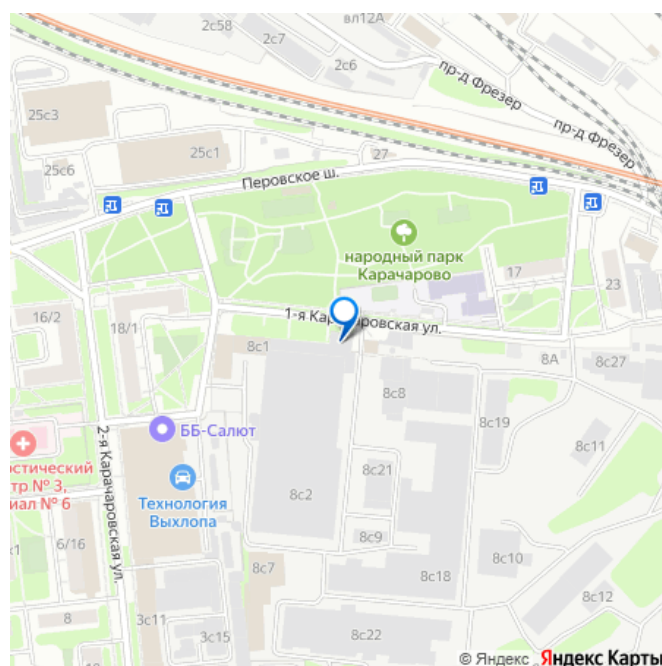 вл12А
2с58
2с7
2с6
пр-д Фрезер
пр-д Фрезер
25с3
25с1
25с6
27
Перовское ш.
народный парк
Карачарово
17
23
16/2
18/1
1-я Кар
ровская ул.
8с1
8А
8с27
8с8
8с19
ББ-Салют
2-я Карачаровская ул.
8с11
остический
тр № 3,
иал № 6
Технология
Выхлопа
8с2
8с21
8с9
6/16
8с10
8с12
8с7
8с18
8
3с11
3с15
8с22
© Яндекс Яндекс Карты